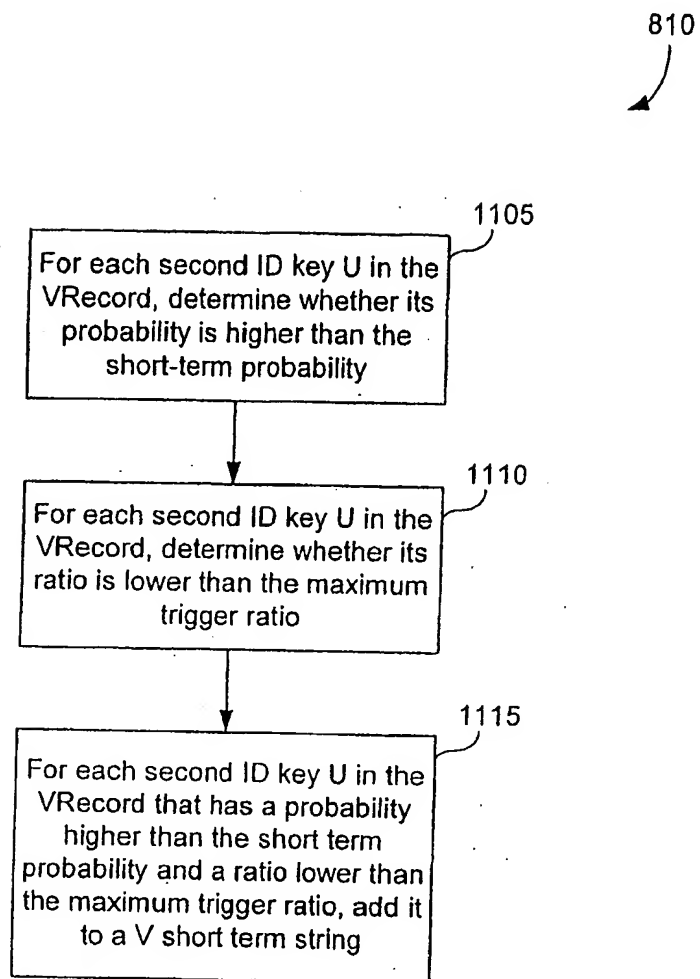 810
1105
For each second ID key U in the
VRecord, determine whether its
probability is higher than the
short-term probability
1110
For each second ID key U in the
VRecord, determine whether its
ratio is lower than the maximum
trigger ratio
1115
For each second ID key U in the
VRecord that has a probability
higher than the short term
probability and a ratio lower than
the maximum trigger ratio, add it
to a V short term string